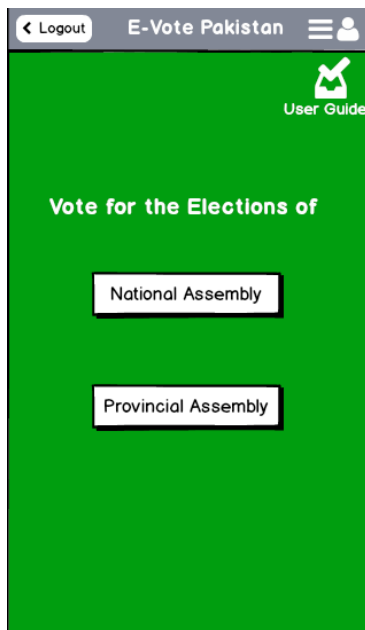 Logout
E-Vote Pakistan
User Guide
Vote for the Elections of
National Assembly
Provincial Assembly